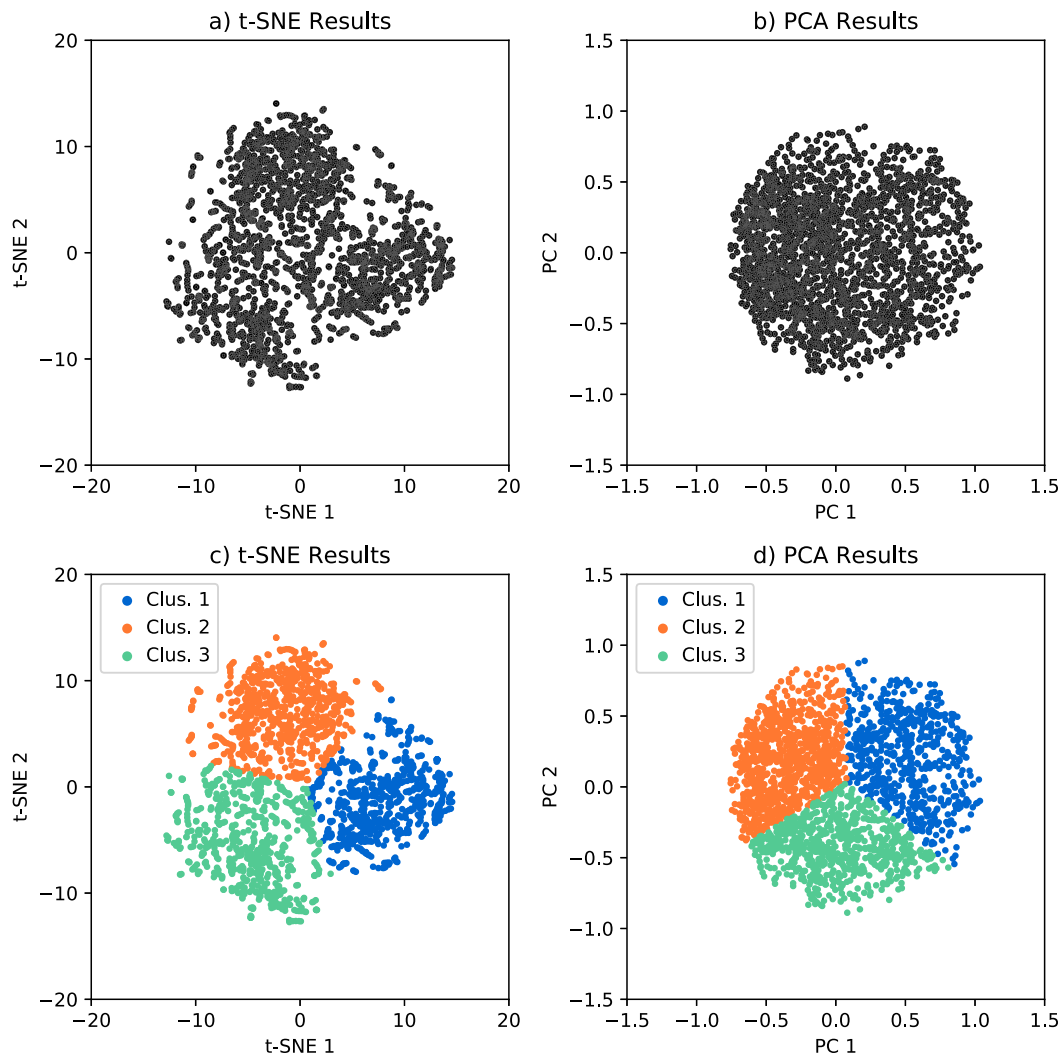 a) t-SNE Results
20
10
0
−10
−20
t-SNE 2
−20
−10
0
10
20
t-SNE 1
b) PCA Results
1.5
1.0
0.5
0.0
−0.5
−1.0
−1.5
PC 2
−1.5
−1.0
−0.5
0.0
0.5
1.0
1.5
PC 1
c) t-SNE Results
Clus. 1
Clus. 2
Clus. 3
20
10
0
−10
−20
t-SNE 2
−20
−10
0
10
20
t-SNE 1
d) PCA Results
Clus. 1
Clus. 2
Clus. 3
1.5
1.0
0.5
0.0
−0.5
−1.0
−1.5
PC 2
−1.5
−1.0
−0.5
0.0
0.5
1.0
1.5
PC 1